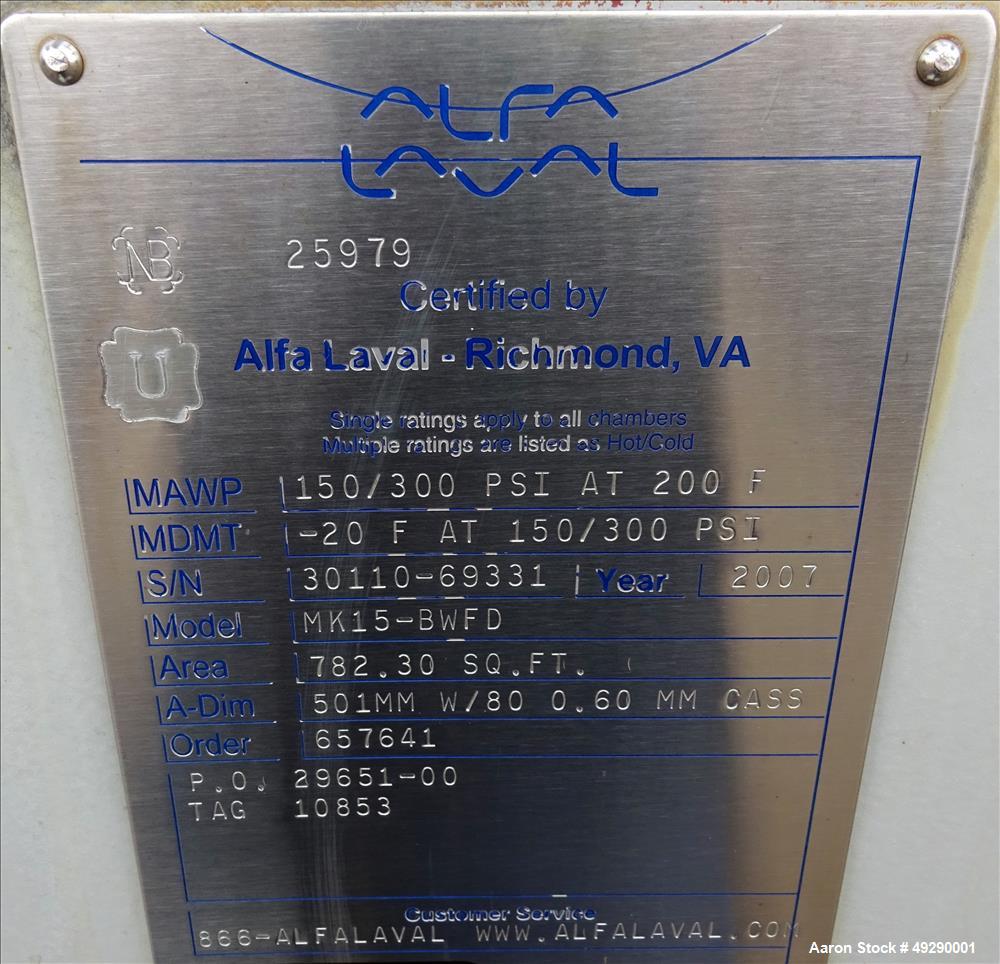 ALFA
LAVAL
NB 25979
Certified by
U Alfa Laval - Richmond, VA
Single ratings apply to all chambers
Multiple ratings are listed as Hot/Cold
MAWP 150/300 PSI AT 200 F
MDMT -20 F AT 150/300 PSI
S/N 30110-69331 Year 2007
Model MK15-BWFD
Area 782.30 SQ.FT.
A-Dim 501MM W/80 0.60 MM CASS
Order 657641
P.O. 29651-00
TAG 10853
Customer Service
866-ALFALAVAL WWW.ALFALAVAL.COM
Aaron Stock # 49290001